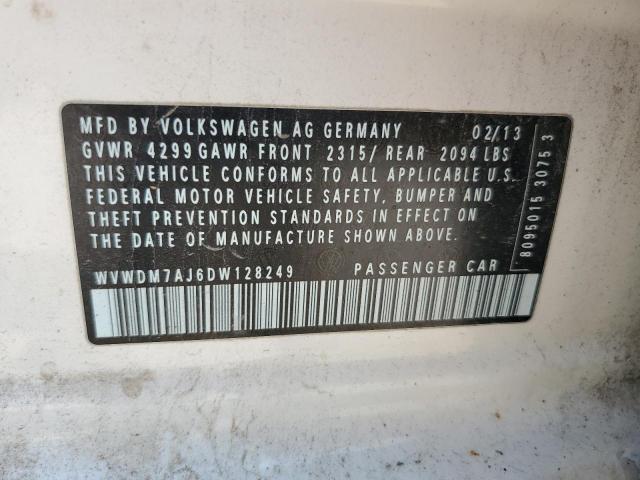 MFD BY VOLKSWAGEN AG GERMANY 02/13
GVWR 4299 GAWR FRONT 2315/ REAR 2094 LBS
THIS VEHICLE CONFORMS TO ALL APPLICABLE U.S.
FEDERAL MOTOR VEHICLE SAFETY, BUMPER AND
THEFT PREVENTION STANDARDS IN EFFECT ON
THE DATE OF MANUFACTURE SHOWN ABOVE.
WVWDM7AJ6DW128249 PASSENGER CAR
8095015 3075 3